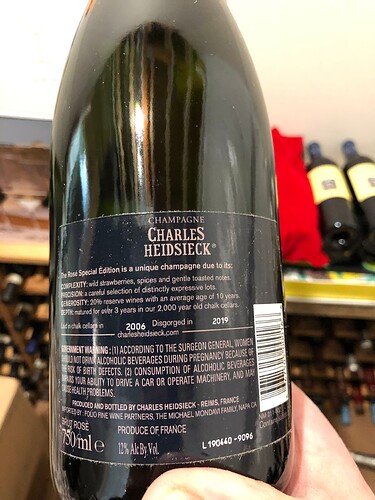 CHAMPAGNE
CHARLES
HEIDSIECK®
The Rosé Special Edition is a unique champagne due to its:
COMPLEXITY: wild strawberries, spices and gentle toasted notes.
PRECISION: a careful selection of distinctly expressive lots.
GENEROSITY: 20% reserve wines with an average age of 10 years.
DEPTH: matured for over 3 years in our 2,000 year old chalk cellars.
Laid in chalk cellars in 2006 Disgorged in 2019
charlesheidsieck.com
GOVERNMENT WARNING: (1) ACCORDING TO THE SURGEON GENERAL, WOMEN
SHOULD NOT DRINK ALCOHOLIC BEVERAGES DURING PREGNANCY BECAUSE OF
THE RISK OF BIRTH DEFECTS. (2) CONSUMPTION OF ALCOHOLIC BEVERAGES
IMPAIRS YOUR ABILITY TO DRIVE A CAR OR OPERATE MACHINERY, AND MAY
CAUSE HEALTH PROBLEMS.
PRODUCED AND BOTTLED BY CHARLES HEIDSIECK - REIMS, FRANCE
IMPORTED BY: FOLIO FINE WINE PARTNERS, THE MICHAEL MONDAVI FAMILY, NAPA CA
BRUT ROSÉ PRODUCE OF FRANCE
750 ml e 12% Alc By Vol. L 190440 - 9096